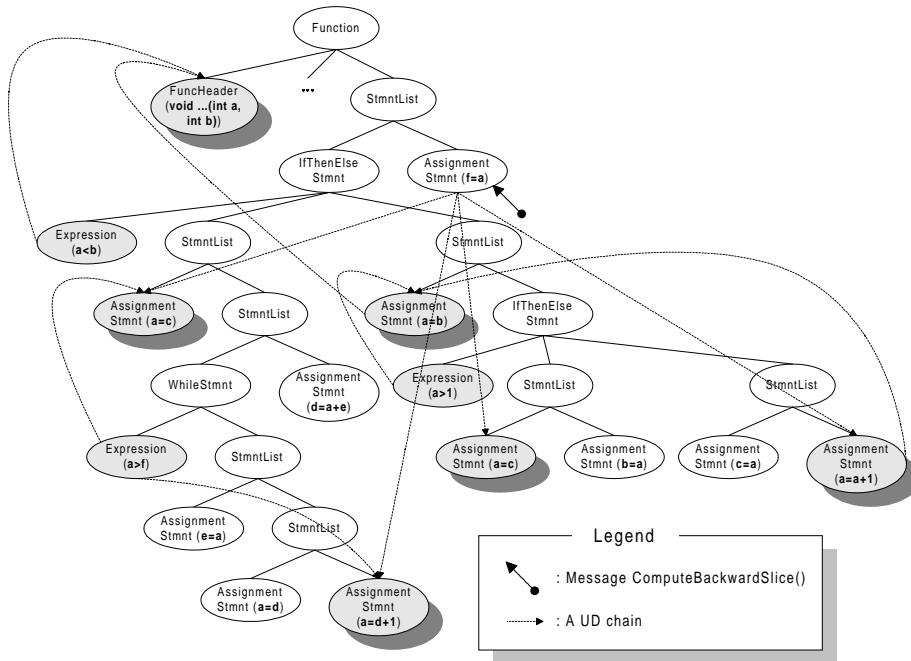 Function
FuncHeader
(void ...(int a,
int b))
...
StmntList
IfThenElse
Stmnt
Assignment
Stmnt (f=a)
Expression
(a<b)
StmntList
StmntList
Assignment
Stmnt (a=c)
StmntList
Assignment
Stmnt (a=b)
IfThenElse
Stmnt
WhileStmnt
Assignment
Stmnt
(d=a+e)
Expression
(a>1)
StmntList
StmntList
Expression
(a>f)
StmntList
Assignment
Stmnt (a=c)
Assignment
Stmnt (b=a)
Assignment
Stmnt (c=a)
Assignment
Stmnt
(a=a+1)
Assignment
Stmnt (e=a)
StmntList
Assignment
Stmnt (a=d)
Assignment
Stmnt
(a=d+1)
Legend
: Message ComputeBackwardSlice()
: A UD chain